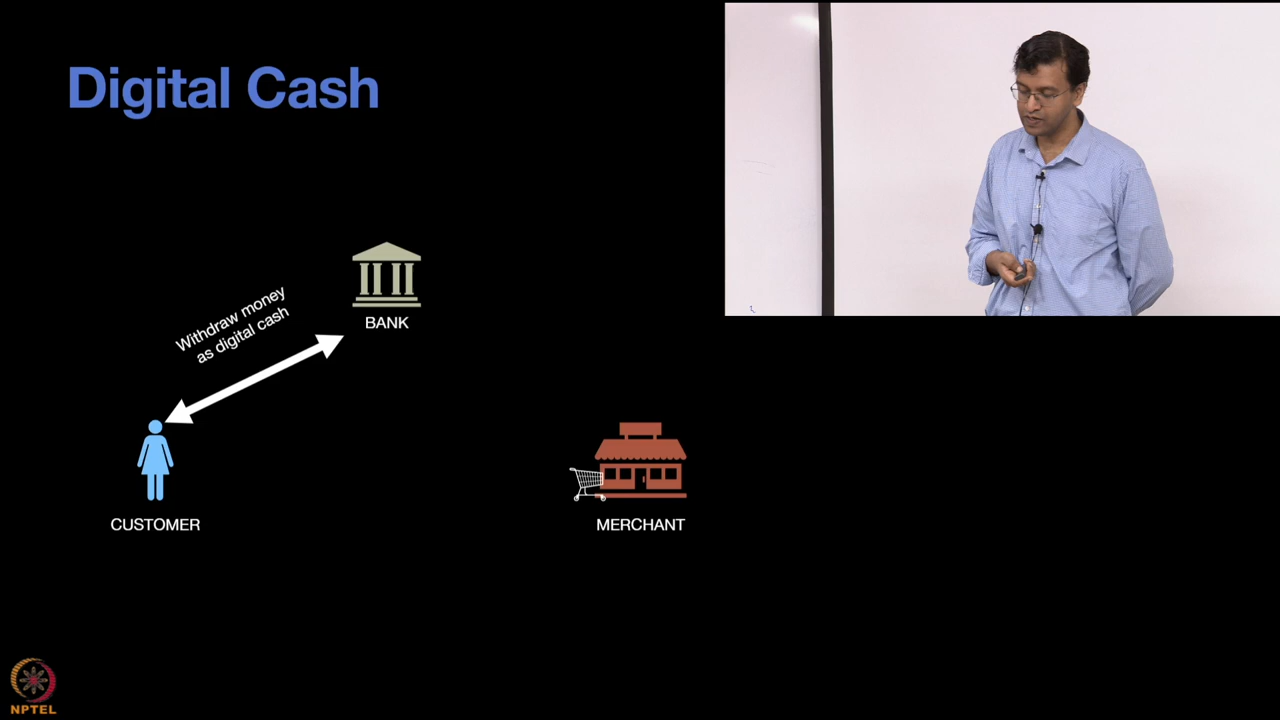 Digital Cash
Withdraw money
as digital cash
BANK
CUSTOMER
MERCHANT
NPTEL